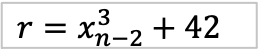 r = x_{n-2}^{3} + 42